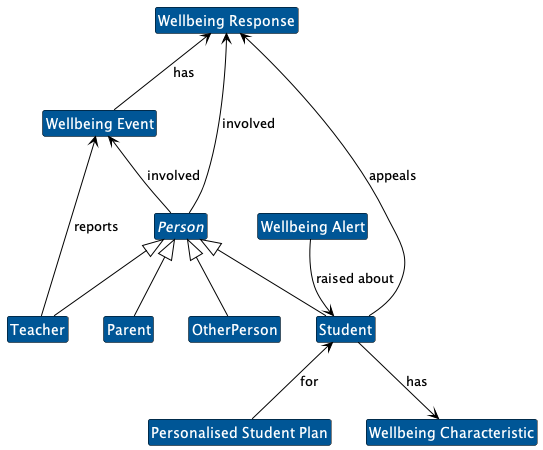 Wellbeing Response
has
Wellbeing Event
involved
involved
appeals
reports
Person
Wellbeing Alert
raised about
Teacher
Parent
OtherPerson
Student
for
has
Personalised Student Plan
Wellbeing Characteristic